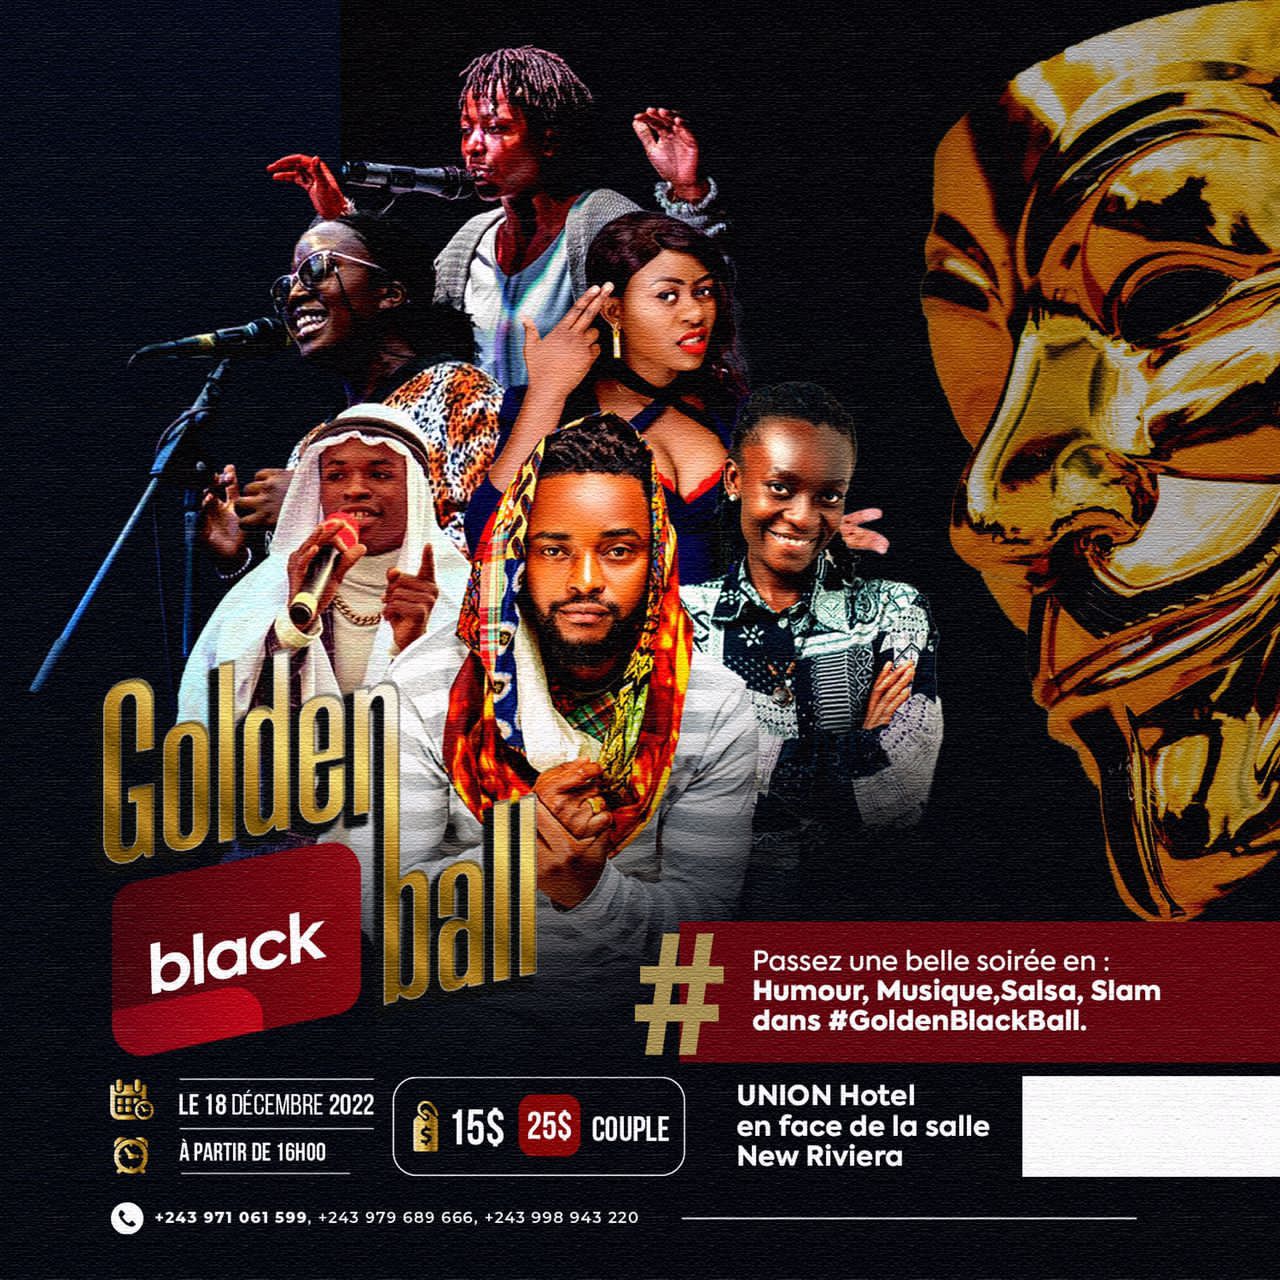 Golden
black
ball
# Passez une belle soirée en :
Humour, Musique,Salsa, Slam
dans #GoldenBlackBall.
LE 18 DÉCEMBRE 2022
À PARTIR DE 16H00
$ 15$ 25$ COUPLE
UNION Hotel
en face de la salle
New Riviera
+243 971 061 599, +243 979 689 666, +243 998 943 220